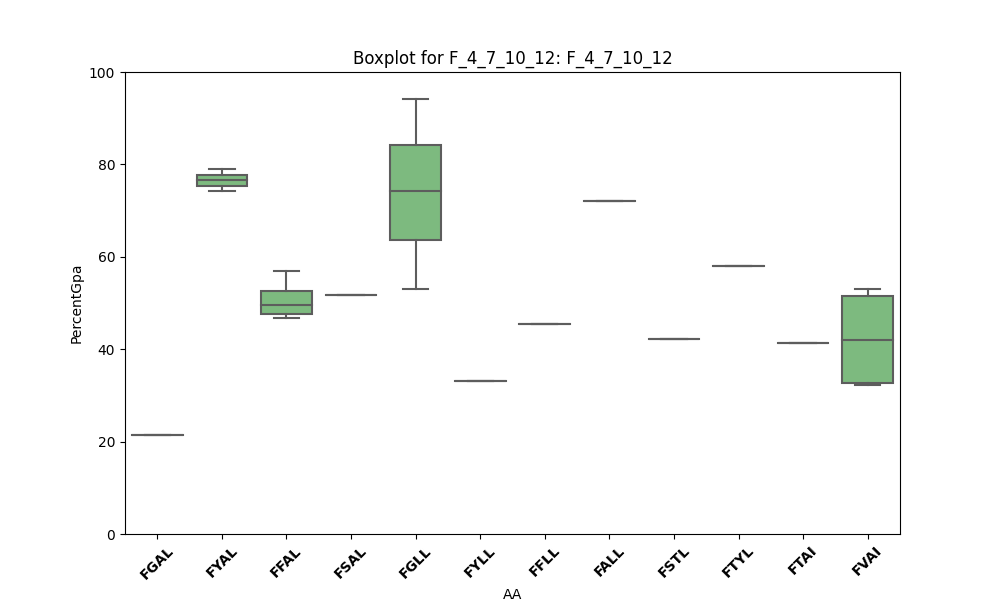 Boxplot for F_4_7_10_12: F_4_7_10_12
100
80
60
40
20
0
PercentGpa
FGAL
FYAL
FFAL
FSAL
FGLL
FYLL
FFLL
FALL
FSTL
FTYL
FTAI
FVAI
AA